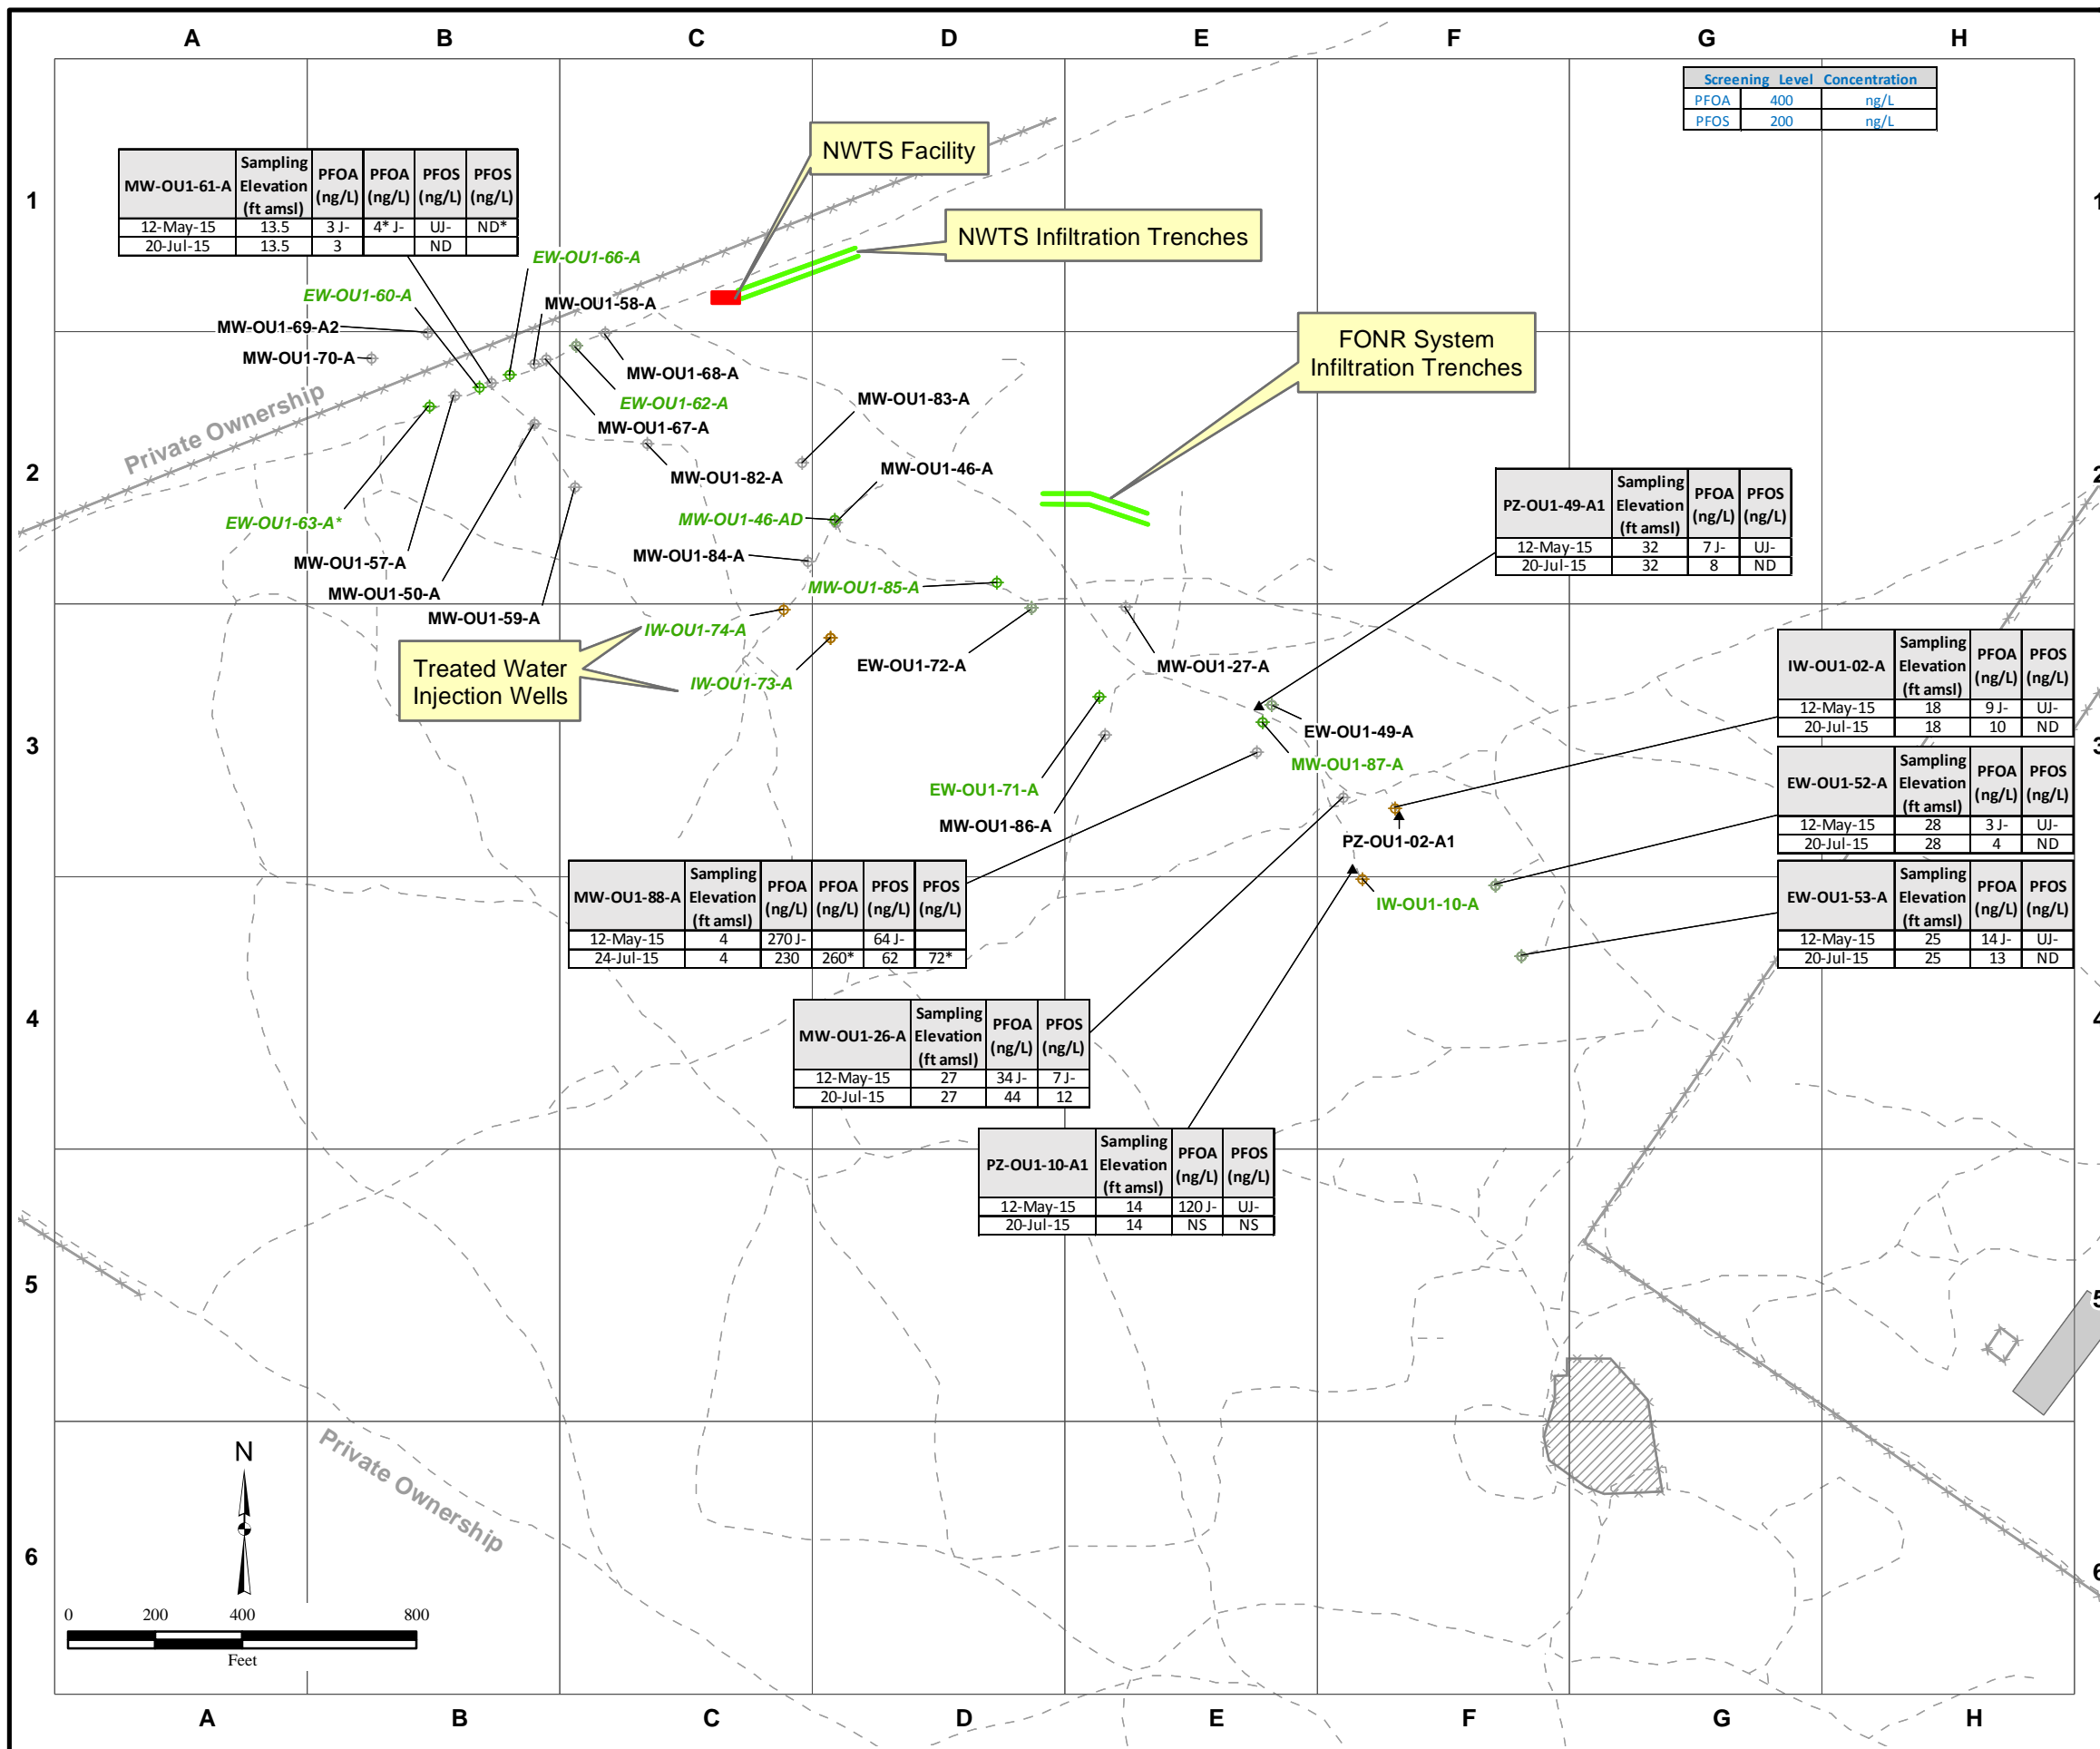 A B C D E F G H
Screening Level Concentration
PFOA 400 ng/L
PFOS 200 ng/L
1
1
NWTS Facility
NWTS Infiltration Trenches
MW-OU1-61-A Sampling Elevation (ft amsl) PFOA (ng/L) PFOA (ng/L) PFOS (ng/L) PFOS (ng/L)
12-May-15 13.5 3 J- 4* J- UJ- ND*
20-Jul-15 13.5 3 ND
EW-OU1-66-A
EW-OU1-60-A
MW-OU1-58-A
MW-OU1-69-A2
MW-OU1-70-A
FONR System
Infiltration Trenches
MW-OU1-68-A
EW-OU1-62-A
MW-OU1-67-A
MW-OU1-83-A
Private Ownership
2
2
MW-OU1-82-A
MW-OU1-46-A
EW-OU1-63-A*
MW-OU1-46-AD
MW-OU1-57-A
MW-OU1-84-A
MW-OU1-50-A
MW-OU1-85-A
MW-OU1-59-A
PZ-OU1-49-A1 Sampling Elevation (ft amsl) PFOA (ng/L) PFOS (ng/L)
12-May-15 32 7 J- UJ-
20-Jul-15 32 8 ND
IW-OU1-74-A
Treated Water
Injection Wells
IW-OU1-73-A
EW-OU1-72-A
MW-OU1-27-A
IW-OU1-02-A Sampling Elevation (ft amsl) PFOA (ng/L) PFOS (ng/L)
12-May-15 18 9 J- UJ-
20-Jul-15 18 10 ND
3
3
EW-OU1-49-A
MW-OU1-87-A
EW-OU1-71-A
MW-OU1-86-A
PZ-OU1-02-A1
EW-OU1-52-A Sampling Elevation (ft amsl) PFOA (ng/L) PFOS (ng/L)
12-May-15 28 3 J- UJ-
20-Jul-15 28 4 ND
MW-OU1-88-A Sampling Elevation (ft amsl) PFOA (ng/L) PFOA (ng/L) PFOS (ng/L) PFOS (ng/L)
12-May-15 4 270 J- 64 J-
24-Jul-15 4 230 260* 62 72*
IW-OU1-10-A
EW-OU1-53-A Sampling Elevation (ft amsl) PFOA (ng/L) PFOS (ng/L)
12-May-15 25 14 J- UJ-
20-Jul-15 25 13 ND
4
4
MW-OU1-26-A Sampling Elevation (ft amsl) PFOA (ng/L) PFOS (ng/L)
12-May-15 27 34 J- 7 J-
20-Jul-15 27 44 12
PZ-OU1-10-A1 Sampling Elevation (ft amsl) PFOA (ng/L) PFOS (ng/L)
12-May-15 14 120 J- UJ-
20-Jul-15 14 NS NS
5
5
Private Ownership
N
6
6
0 200 400 800
Feet
A B C D E F G H